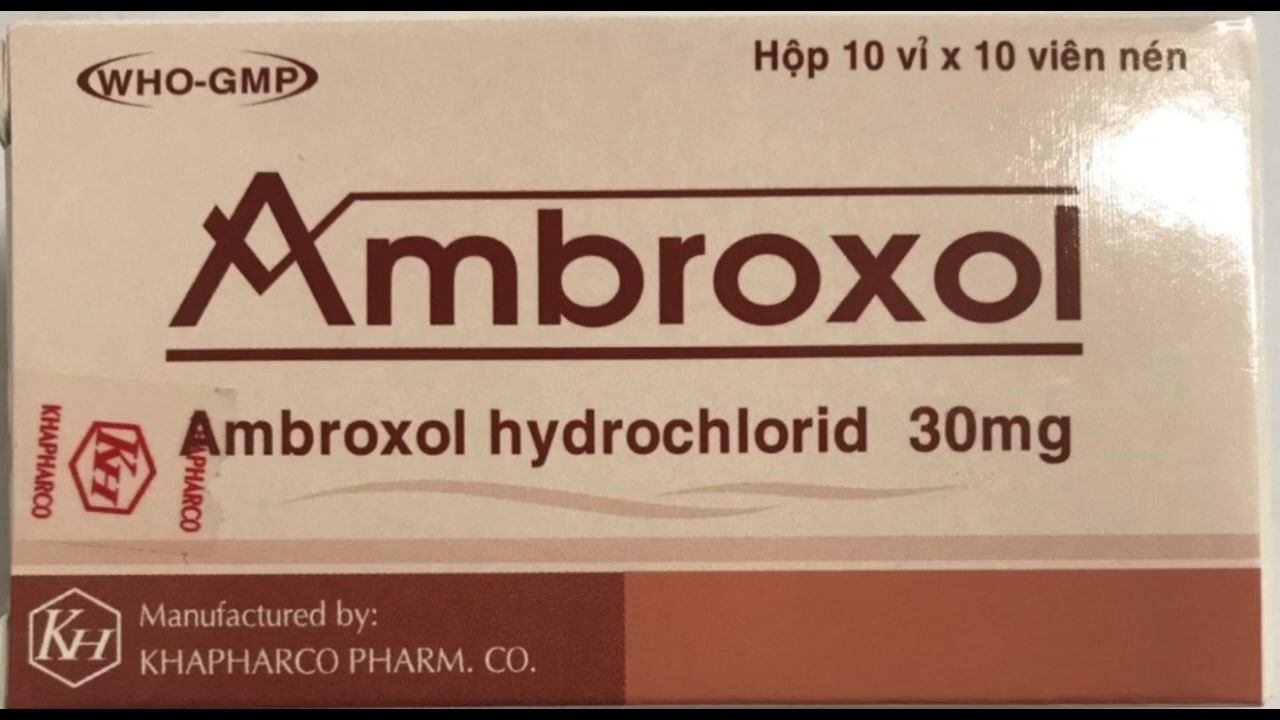 WHO-GMP
Hộp 10 vỉ x 10 viên nén
Ambroxol
Ambroxol hydrochlorid 30mg
KHAPHARCO
KH
KHAPHARCO
KH
Manufactured by:
KHAPHARCO PHARM. CO.